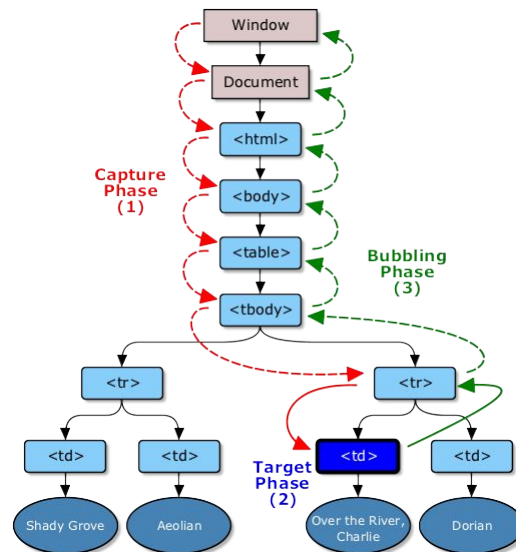 Window
Document
<html>
Capture
Phase
(1)
<body>
<table>
Bubbling
Phase
(3)
<tbody>
<tr>
<tr>
<td>
<td>
Target
Phase
(2)
<td>
<td>
Shady Grove
Aeolian
Over the River,
Charlie
Dorian